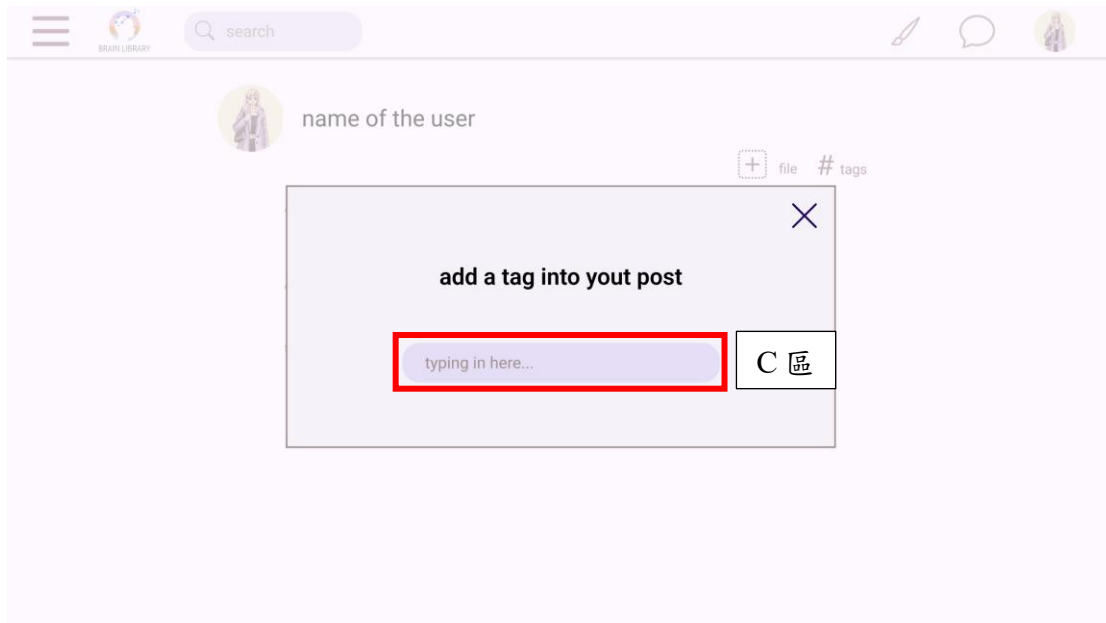 BRAIN LIBRARY
search
name of the user
file # tags
add a tag into yout post
typing in here...
C 區